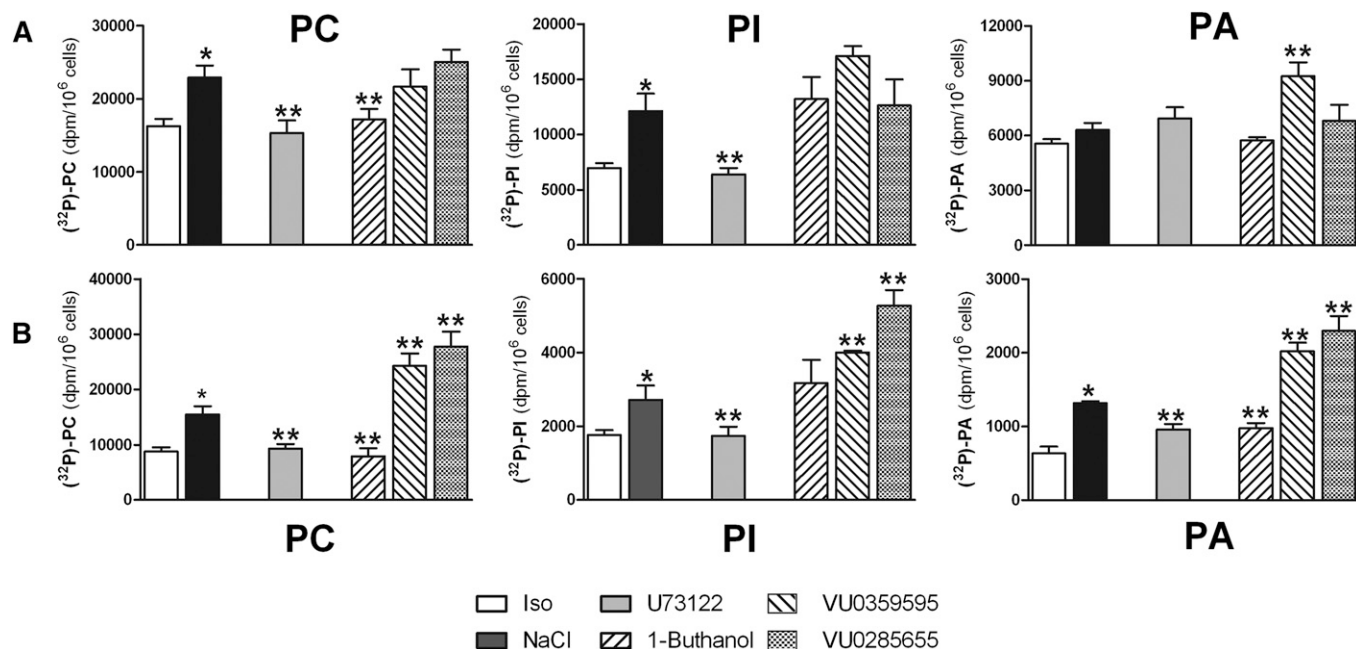 A
PC
PI
PA
(32P)-PC (dpm/10^6 cells)
30000
20000
10000
0
*
**
**
(32P)-PI (dpm/10^6 cells)
20000
15000
10000
5000
0
*
**
(32P)-PA (dpm/10^6 cells)
12000
9000
6000
3000
0
**
B
(32P)-PC (dpm/10^6 cells)
40000
30000
20000
10000
0
*
**
**
**
**
(32P)-PI (dpm/10^6 cells)
6000
4000
2000
0
*
**
**
**
(32P)-PA (dpm/10^6 cells)
3000
2000
1000
0
*
**
**
**
**
PC
PI
PA
Iso U73122 VU0359595
NaCl 1-Buthanol VU0285655